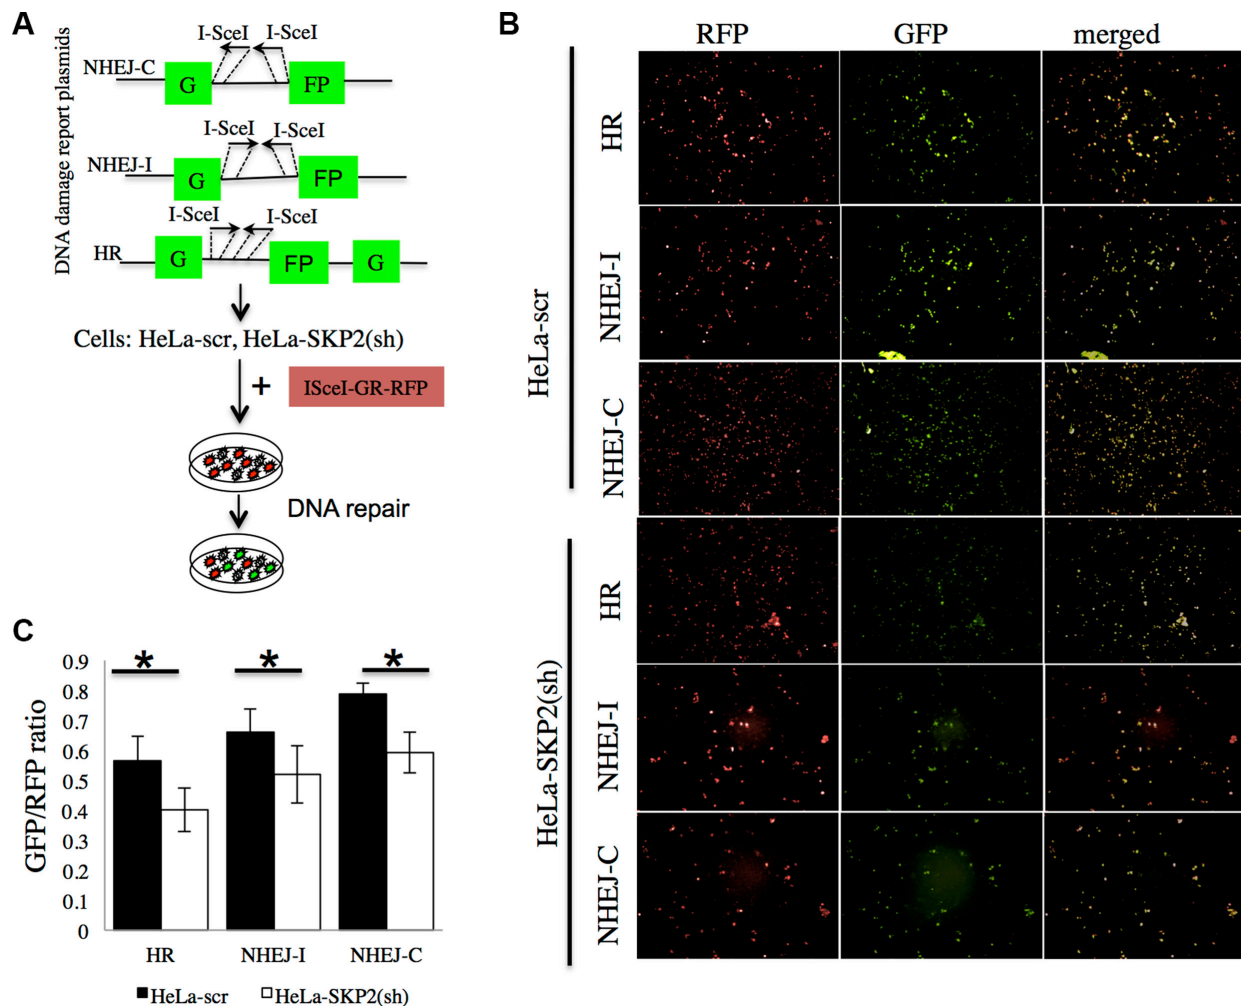 A
DNA damage report plasmids
I-SceI I-SceI
NHEJ-C
G FP
I-SceI I-SceI
NHEJ-I
G FP
I-SceI I-SceI
HR
G FP G
Cells: HeLa-scr, HeLa-SKP2(sh)
+ ISceI-GR-RFP
DNA repair
B
RFP GFP merged
HeLa-scr
HR
NHEJ-I
NHEJ-C
HeLa-SKP2(sh)
HR
NHEJ-I
NHEJ-C
C
GFP/RFP ratio
0.9
0.8
0.7
0.6
0.5
0.4
0.3
0.2
0.1
0
* * *
HR NHEJ-I NHEJ-C
HeLa-scr HeLa-SKP2(sh)